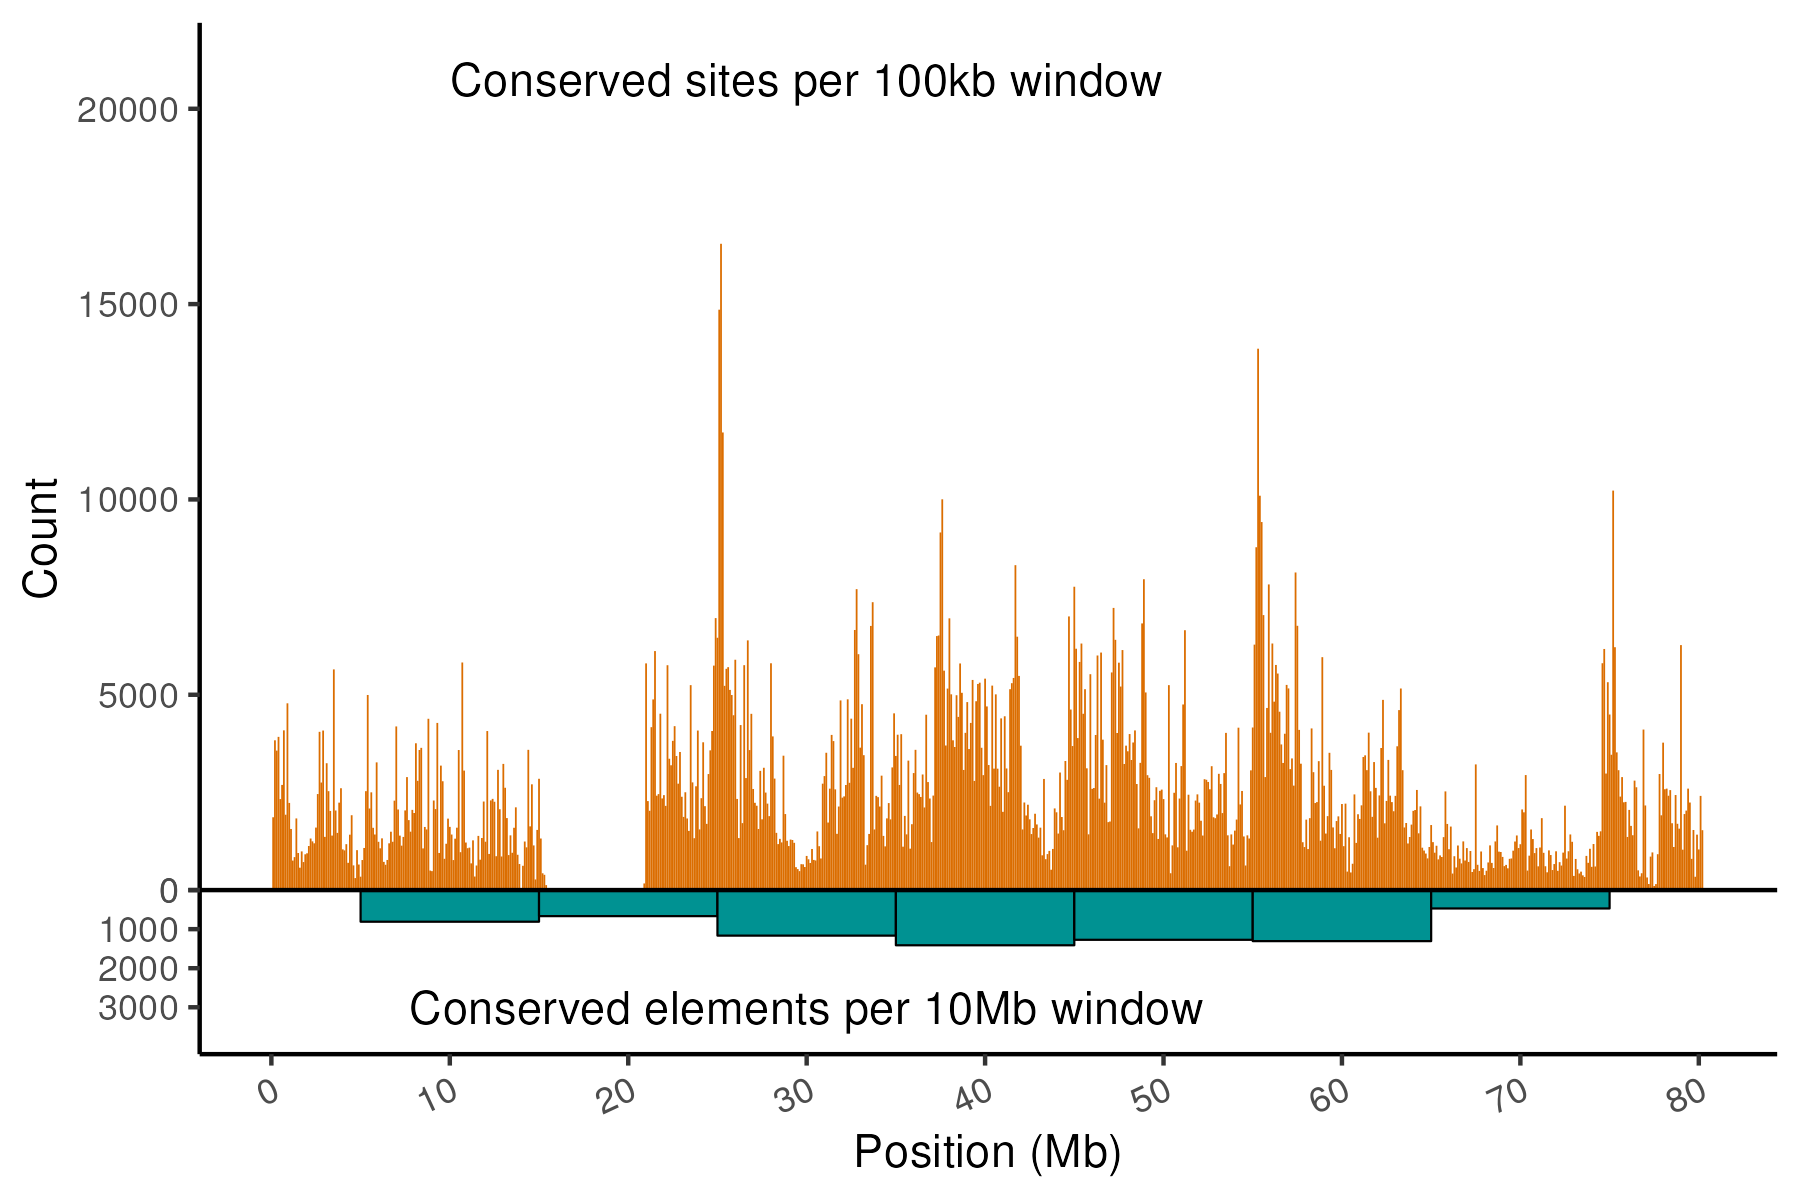 Conserved sites per 100kb window
20000
15000
10000
5000
0
1000
2000
3000
Count
Conserved elements per 10Mb window
0 10 20 30 40 50 60 70 80
Position (Mb)